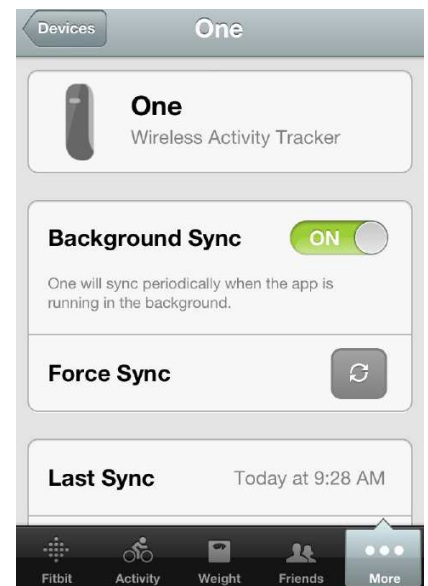 Devices
One
One
Wireless Activity Tracker
Background Sync
ON
One will sync periodically when the app is
running in the background.
Force Sync
Last Sync
Today at 9:28 AM
Fitbit
Activity
Weight
Friends
More